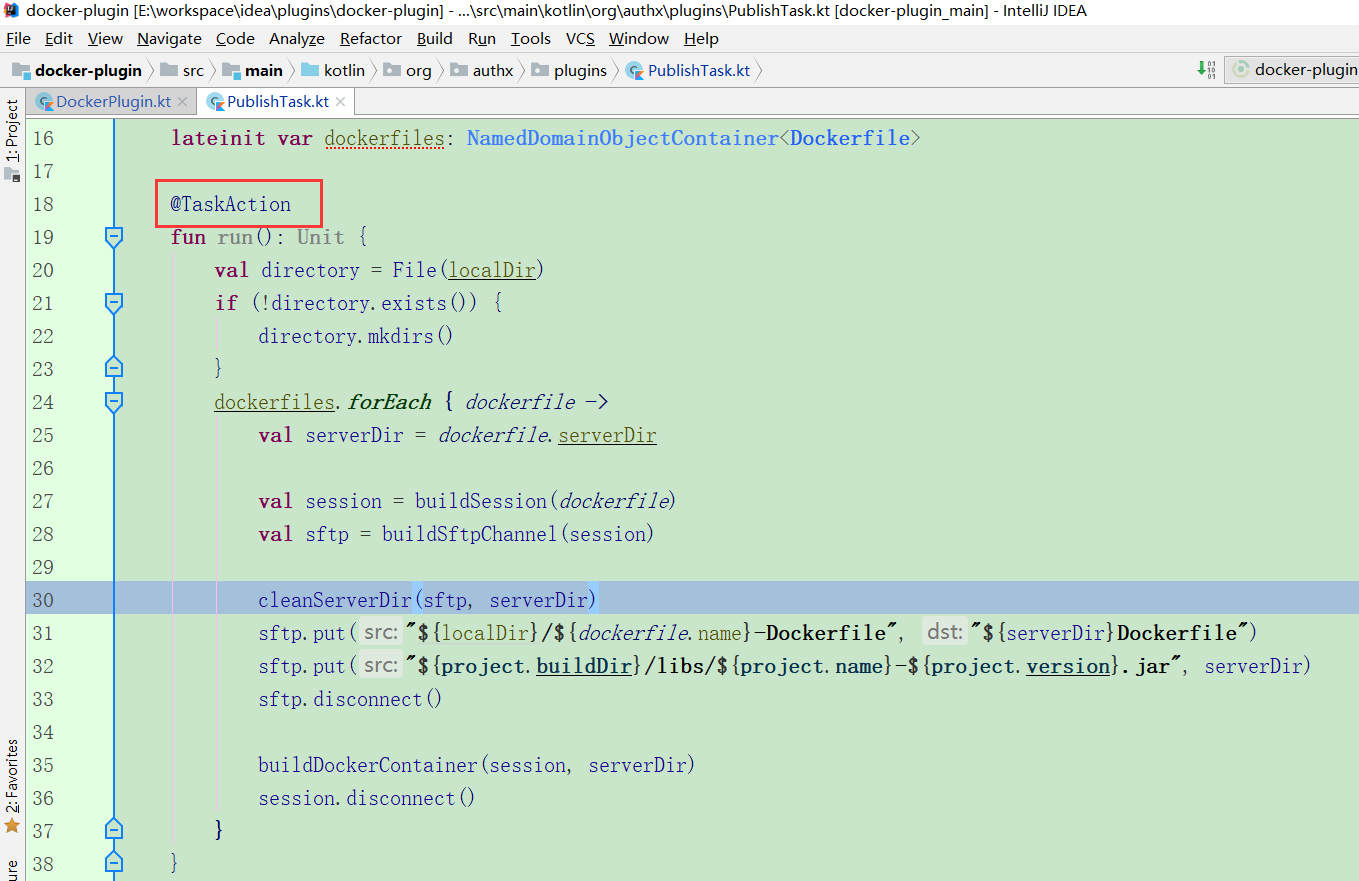 docker-plugin [E:\workspace\idea\plugins\docker-plugin] - ...\src\main\kotlin\org\authx\plugins\PublishTask.kt [docker-plugin_main] - IntelliJ IDEA
File Edit View Navigate Code Analyze Refactor Build Run Tools VCS Window Help
docker-plugin src main kotlin org authx plugins PublishTask.kt docker-plugin
DockerPlugin.kt PublishTask.kt
1: Project
16 lateinit var dockerfiles: NamedDomainObjectContainer<Dockerfile>
17
18 @TaskAction
19 fun run(): Unit {
20 val directory = File(localDir)
21 if (!directory.exists()) {
22 directory.mkdirs()
23 }
24 dockerfiles.forEach { dockerfile ->
25 val serverDir = dockerfile.serverDir
26
27 val session = buildSession(dockerfile)
28 val sftp = buildSftpChannel(session)
29
30 cleanServerDir(sftp, serverDir)
31 sftp.put( src: "${localDir}/${dockerfile.name}-Dockerfile", dst: "${serverDir}Dockerfile")
32 sftp.put( src: "${project.buildDir}/libs/${project.name}-${project.version}.jar", serverDir)
33 sftp.disconnect()
34
35 buildDockerContainer(session, serverDir)
36 session.disconnect()
37 }
38 }
2: Favorites
ure